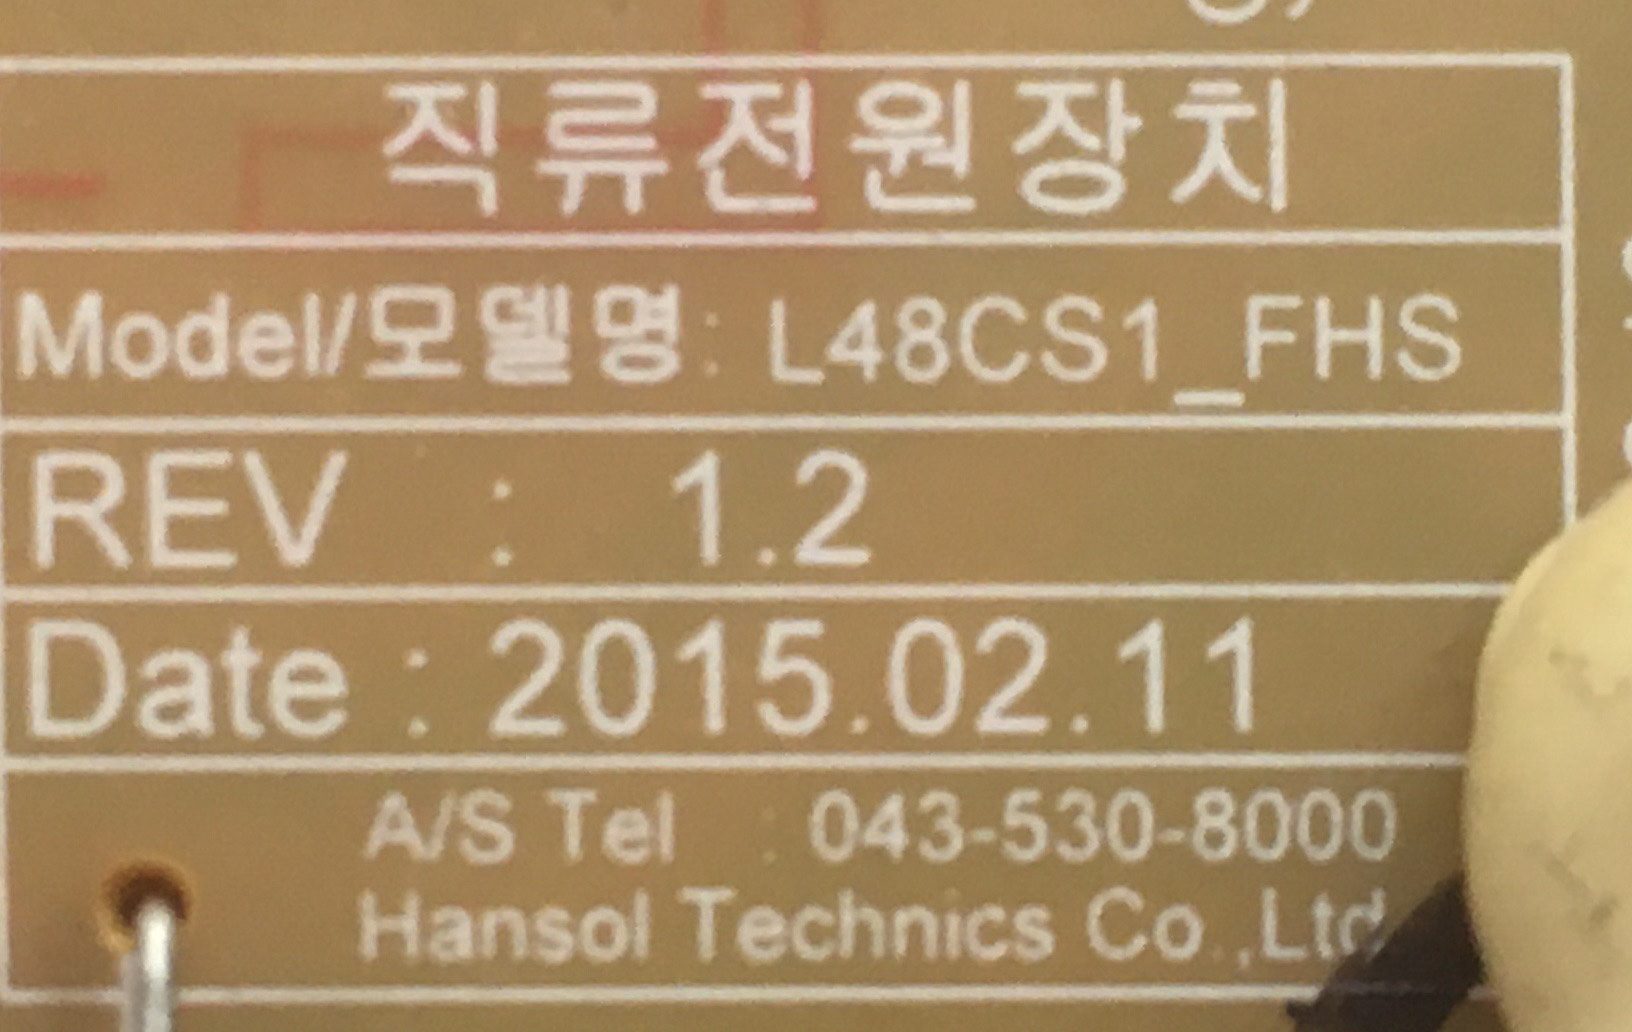 직류전원장치
Model/모델명: L48CS1_FHS
REV : 1.2
Date : 2015.02.11
A/S Tel : 043-530-8000
Hansol Technics Co.,Ltd